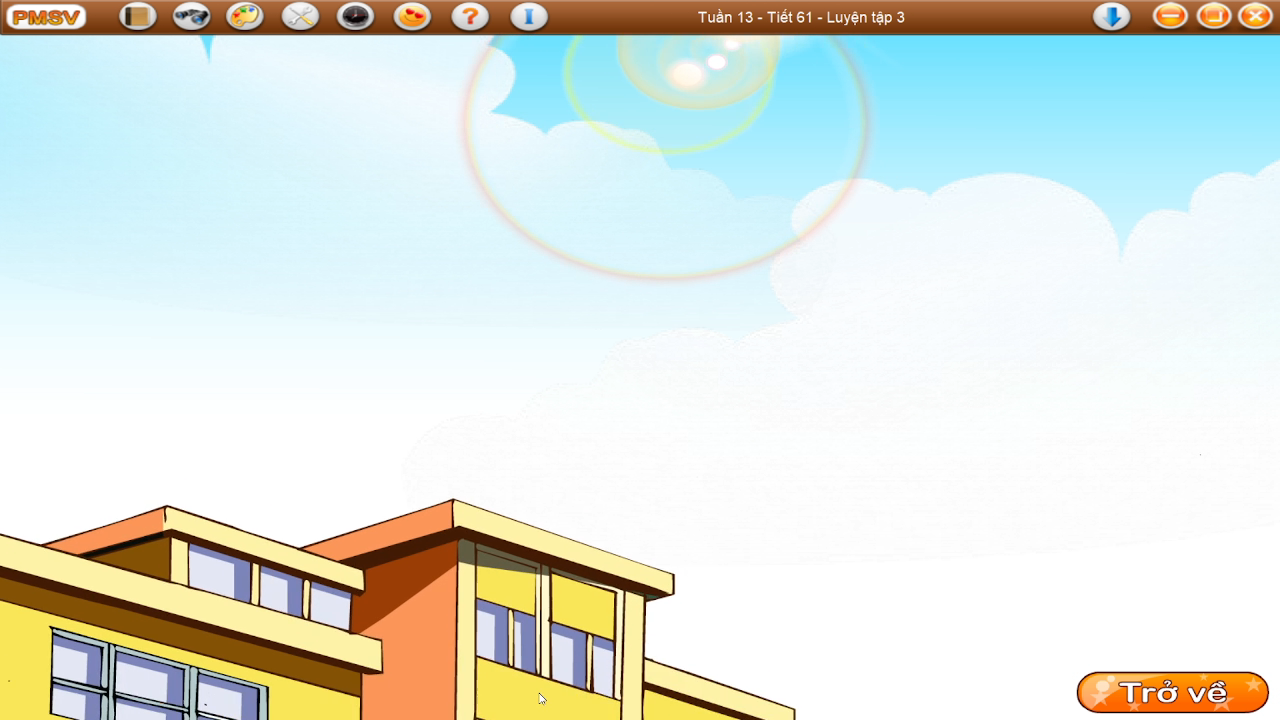 PMSV
Tuần 13 - Tiết 61 - Luyện tập 3
Trở về